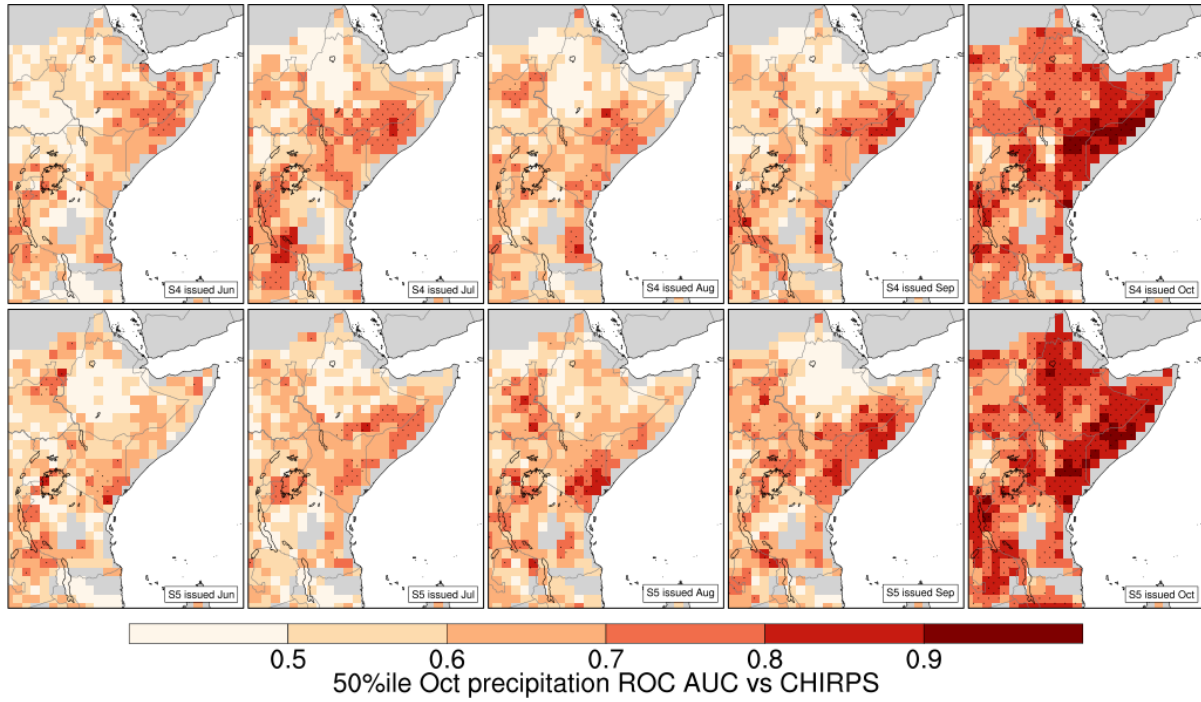 S4 issued Jun
S4 issued Jul
S4 issued Aug
S4 issued Sep
S4 issued Oct
S5 issued Jun
S5 issued Jul
S5 issued Aug
S5 issued Sep
S5 issued Oct
0.5 0.6 0.7 0.8 0.9
50%ile Oct precipitation ROC AUC vs CHIRPS